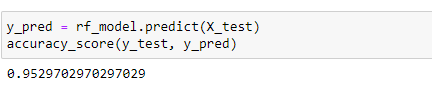 y_pred = rf_model.predict(X_test)
accuracy_score(y_test, y_pred)
0.9529702970297029